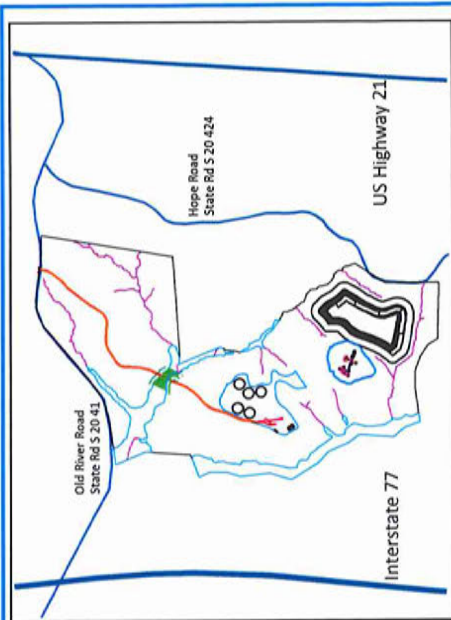 Old River Road
State Rd S 20 41
Hope Road
State Rd S 20 424
US Highway 21
Interstate 77